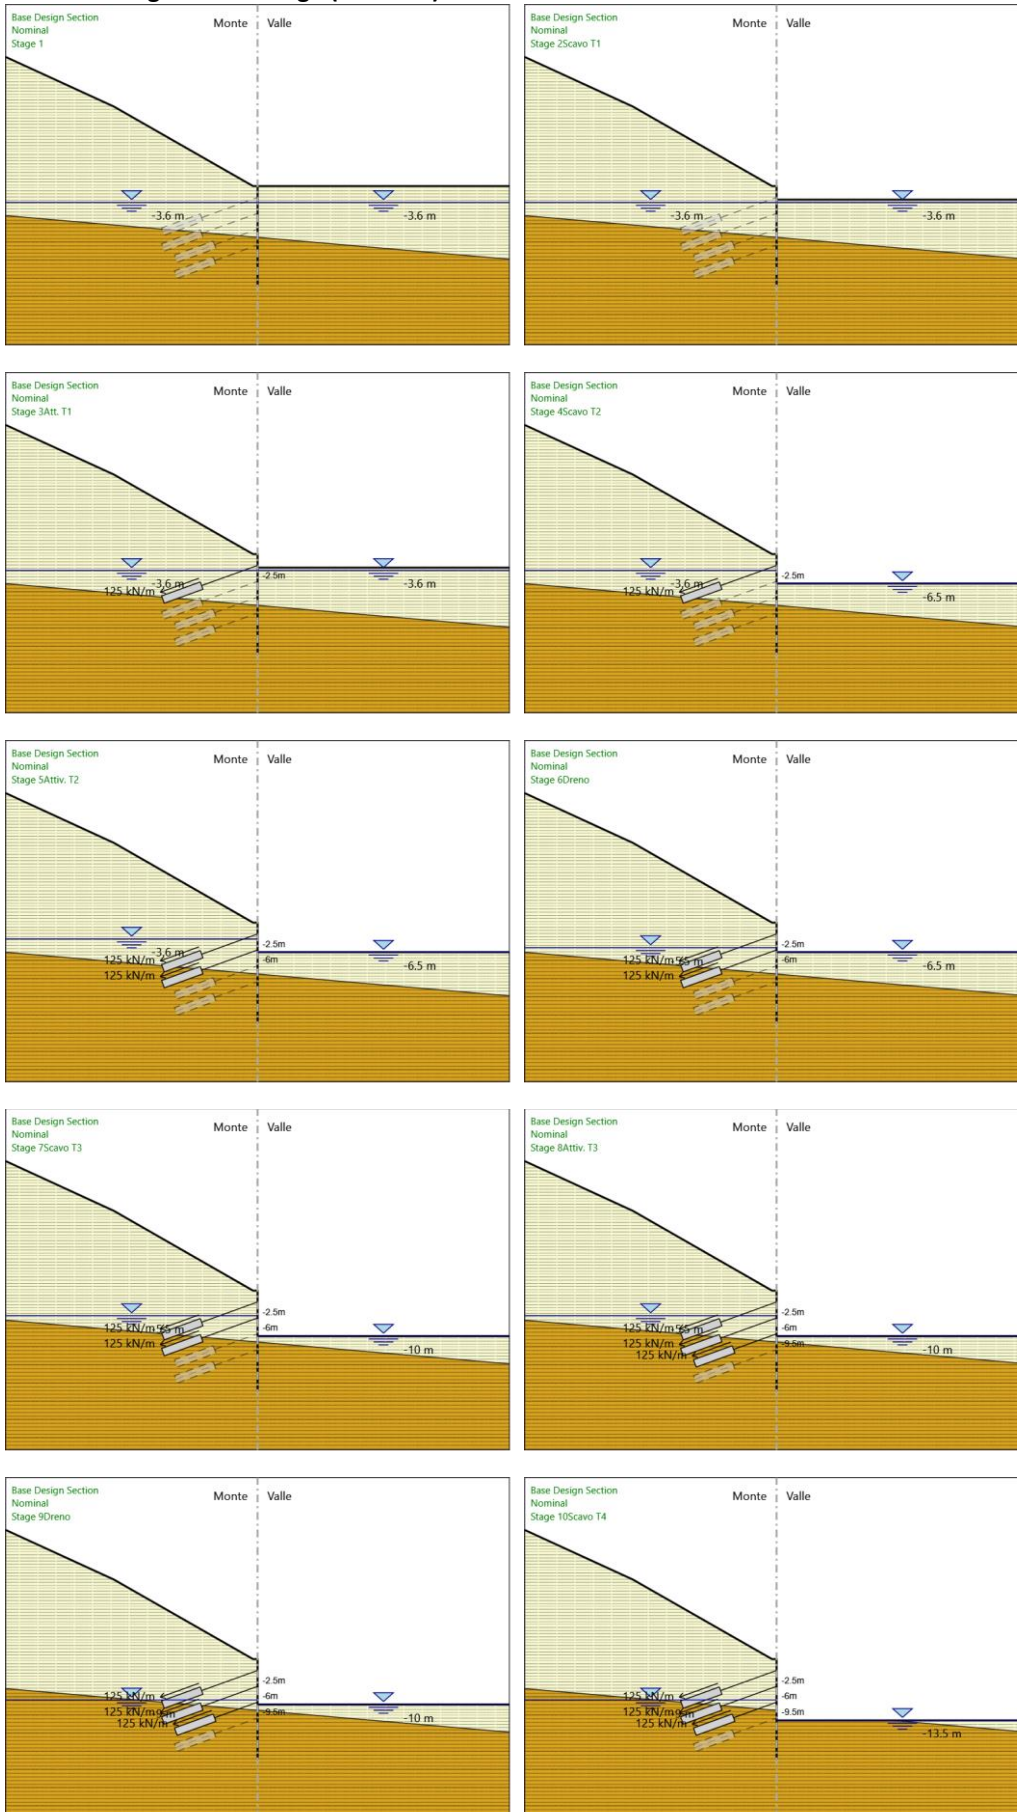 Base Design Section
Nominal
Stage 1
Monte
Valle
-3.6 m
-3.6 m
Base Design Section
Nominal
Stage 2Scavo T1
Monte
Valle
-3.6 m
-3.6 m
Base Design Section
Nominal
Stage 3Att. T1
Monte
Valle
-2.5m
-3.6 m
125 kN/m
-3.6 m
Base Design Section
Nominal
Stage 4Scavo T2
Monte
Valle
-2.5m
-3.6 m
125 kN/m
-6.5 m
Base Design Section
Nominal
Stage 5Attiv. T2
Monte
Valle
-2.5m
-3.6 m
125 kN/m
-6m
-6.5 m
125 kN/m
Base Design Section
Nominal
Stage 6Dreno
Monte
Valle
-2.5m
125 kN/m
-6m
-6.5 m
125 kN/m
Base Design Section
Nominal
Stage 7Scavo T3
Monte
Valle
-2.5m
125 kN/m
-6m
125 kN/m
-10 m
Base Design Section
Nominal
Stage 8Attiv. T3
Monte
Valle
-2.5m
125 kN/m
-6m
125 kN/m
-9.5m
-10 m
125 kN/m
Base Design Section
Nominal
Stage 9Dreno
Monte
Valle
-2.5m
125 kN/m
-6m
125 kN/m
-9.5m
-10 m
125 kN/m
Base Design Section
Nominal
Stage 10Scavo T4
Monte
Valle
-2.5m
125 kN/m
-6m
125 kN/m
-9.5m
125 kN/m
-13.5 m